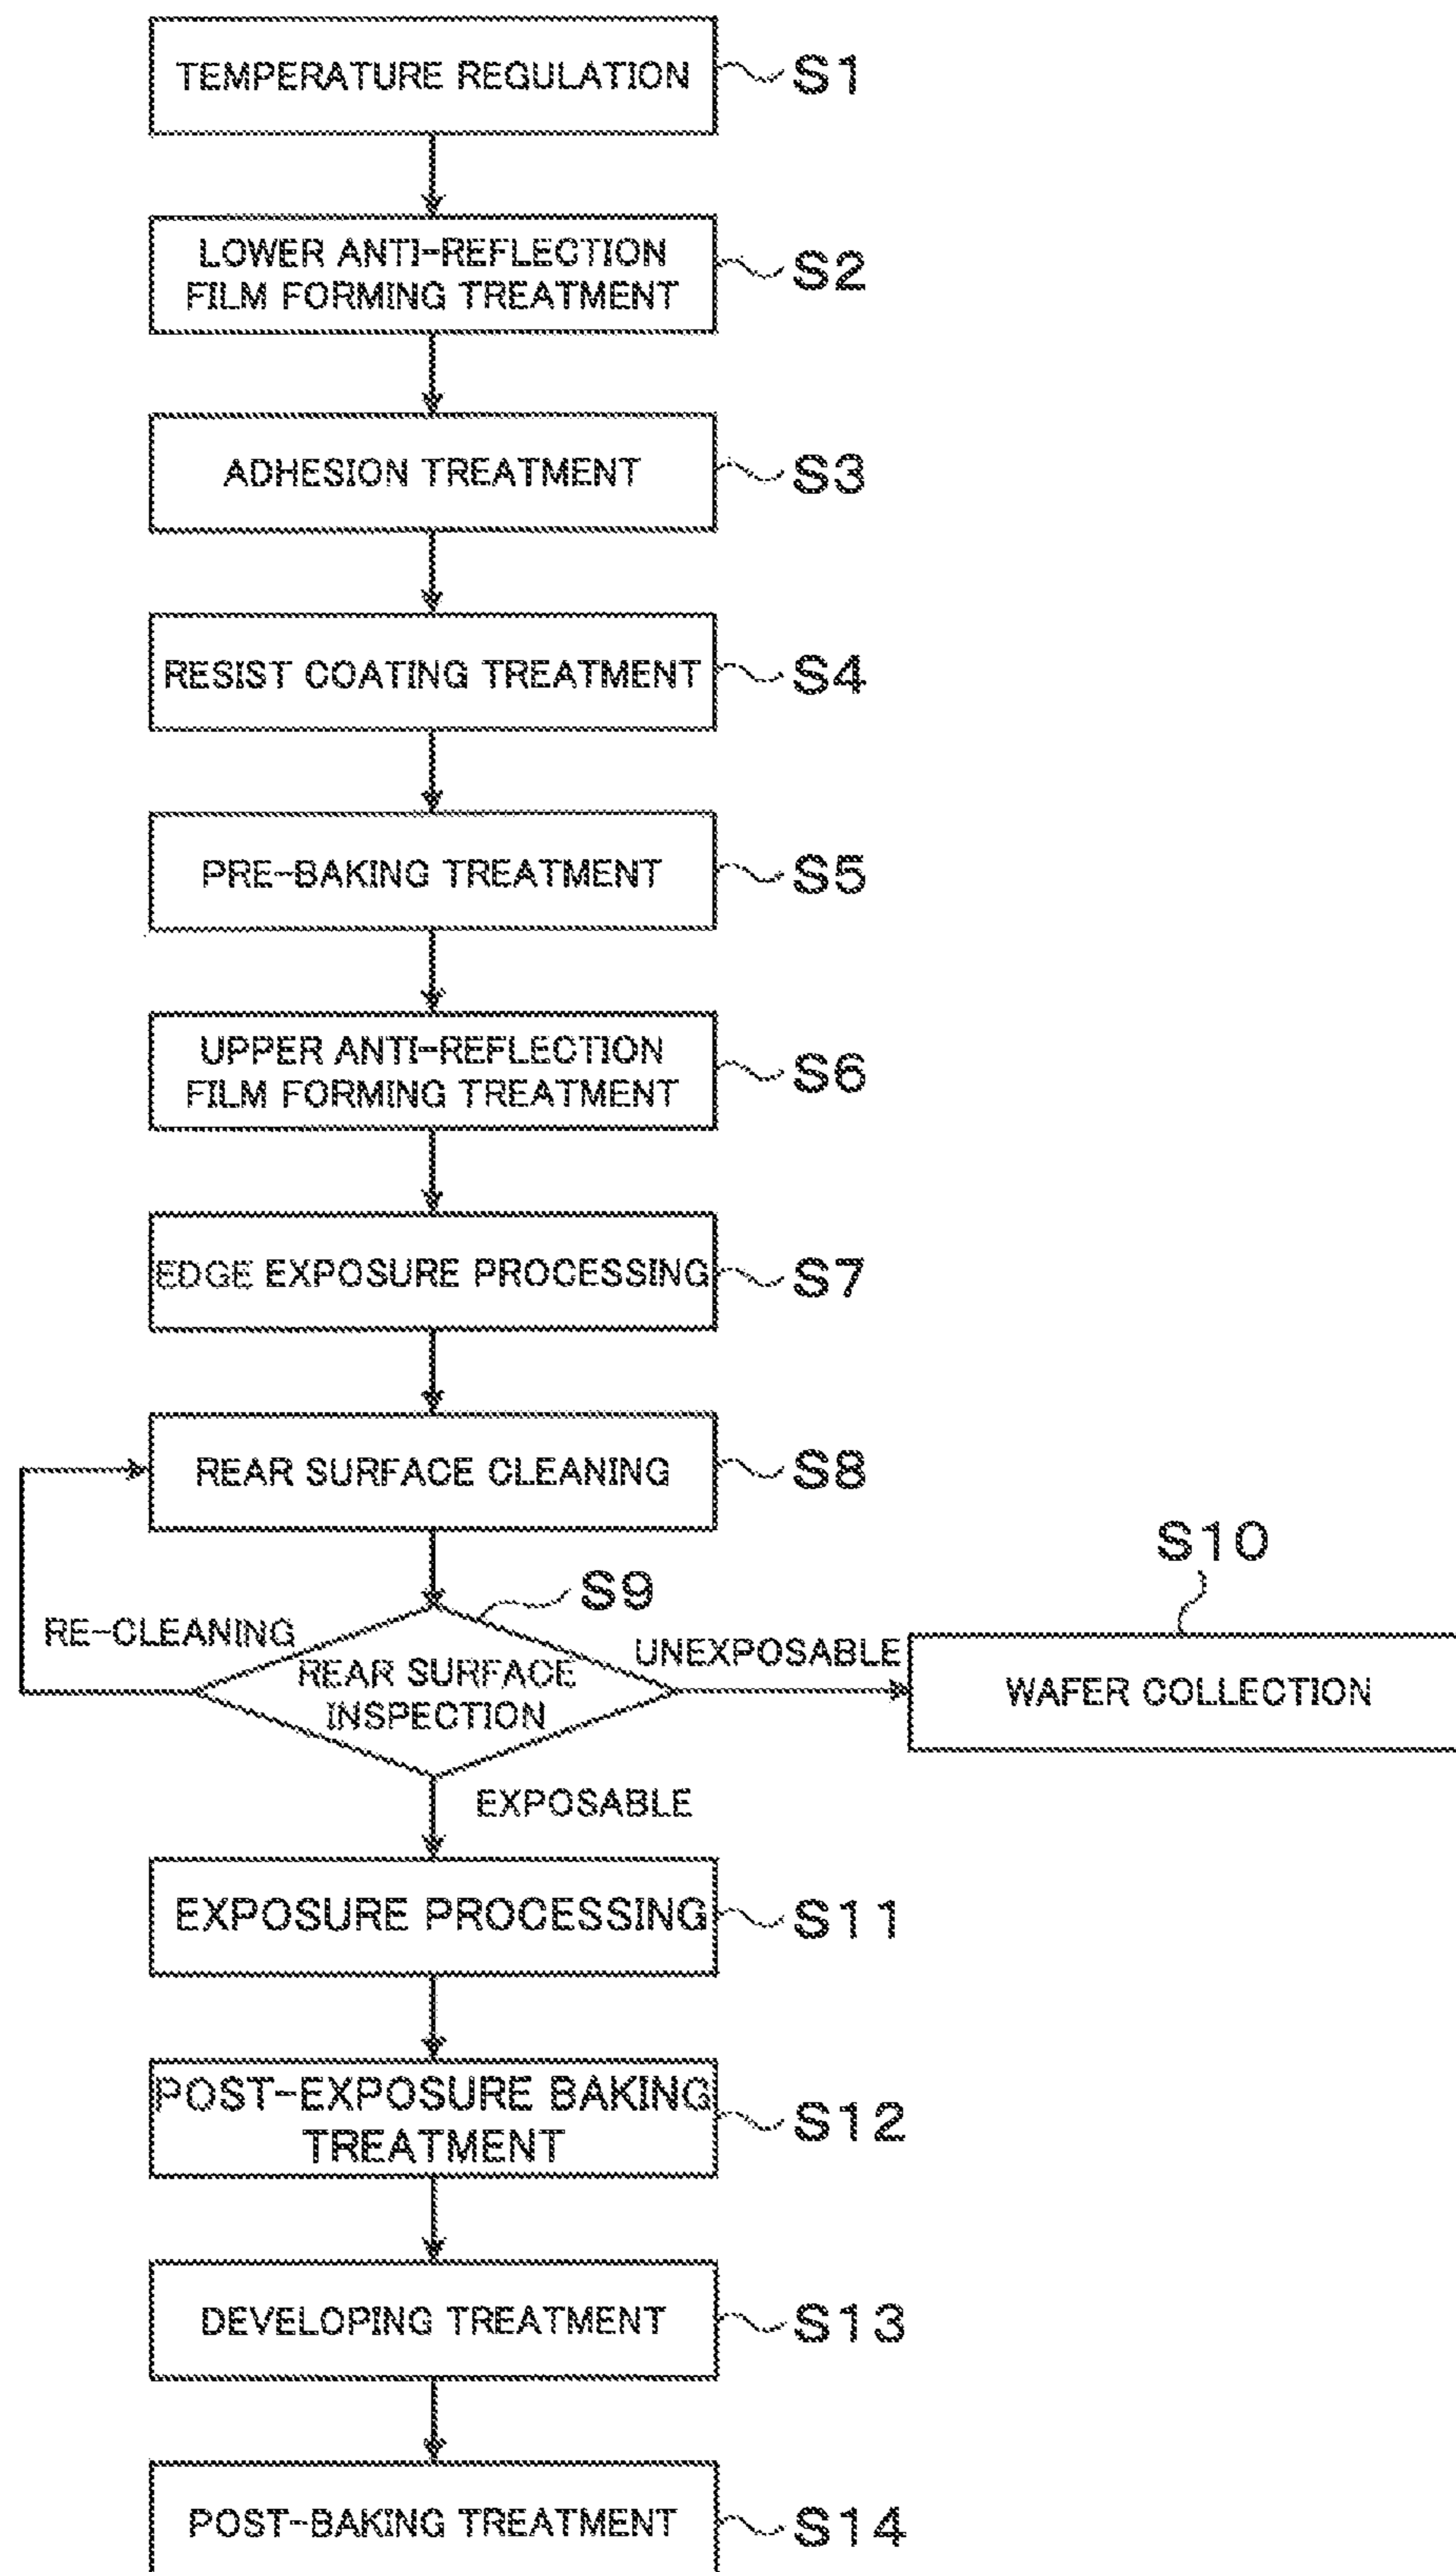 TEMPERATURE REGULATION
S1
LOWER ANTI-REFLECTION
FILM FORMING TREATMENT
S2
ADHESION TREATMENT
S3
RESIST COATING TREATMENT
S4
PRE-BAKING TREATMENT
S5
UPPER ANTI-REFLECTION
FILM FORMING TREATMENT
S6
EDGE EXPOSURE PROCESSING
S7
REAR SURFACE CLEANING
S8
S10
S9
RE-CLEANING
UNEXPOSABLE
REAR SURFACE
INSPECTION
WAFER COLLECTION
EXPOSABLE
EXPOSURE PROCESSING
S11
POST-EXPOSURE BAKING
TREATMENT
S12
DEVELOPING TREATMENT
S13
POST-BAKING TREATMENT
S14